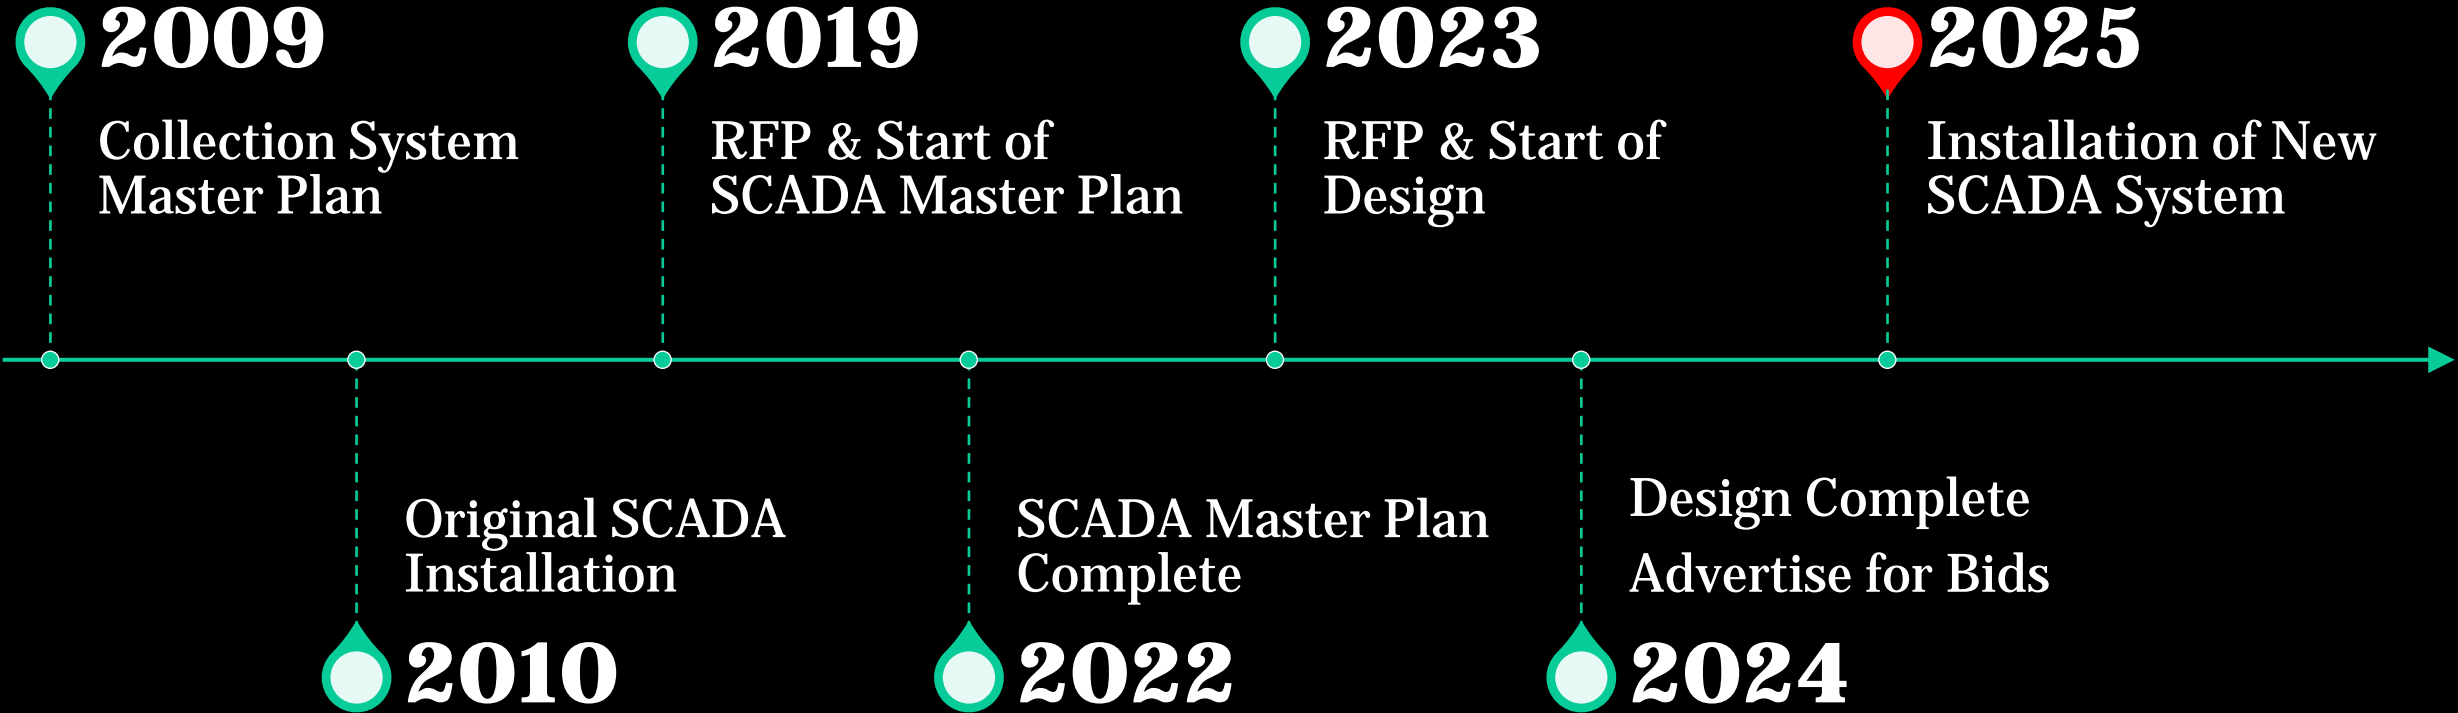 2009
Collection System
Master Plan
2019
RFP & Start of
SCADA Master Plan
2023
RFP & Start of
Design
2025
Installation of New
SCADA System
Original SCADA
Installation
2010
SCADA Master Plan
Complete
2022
Design Complete
Advertise for Bids
2024